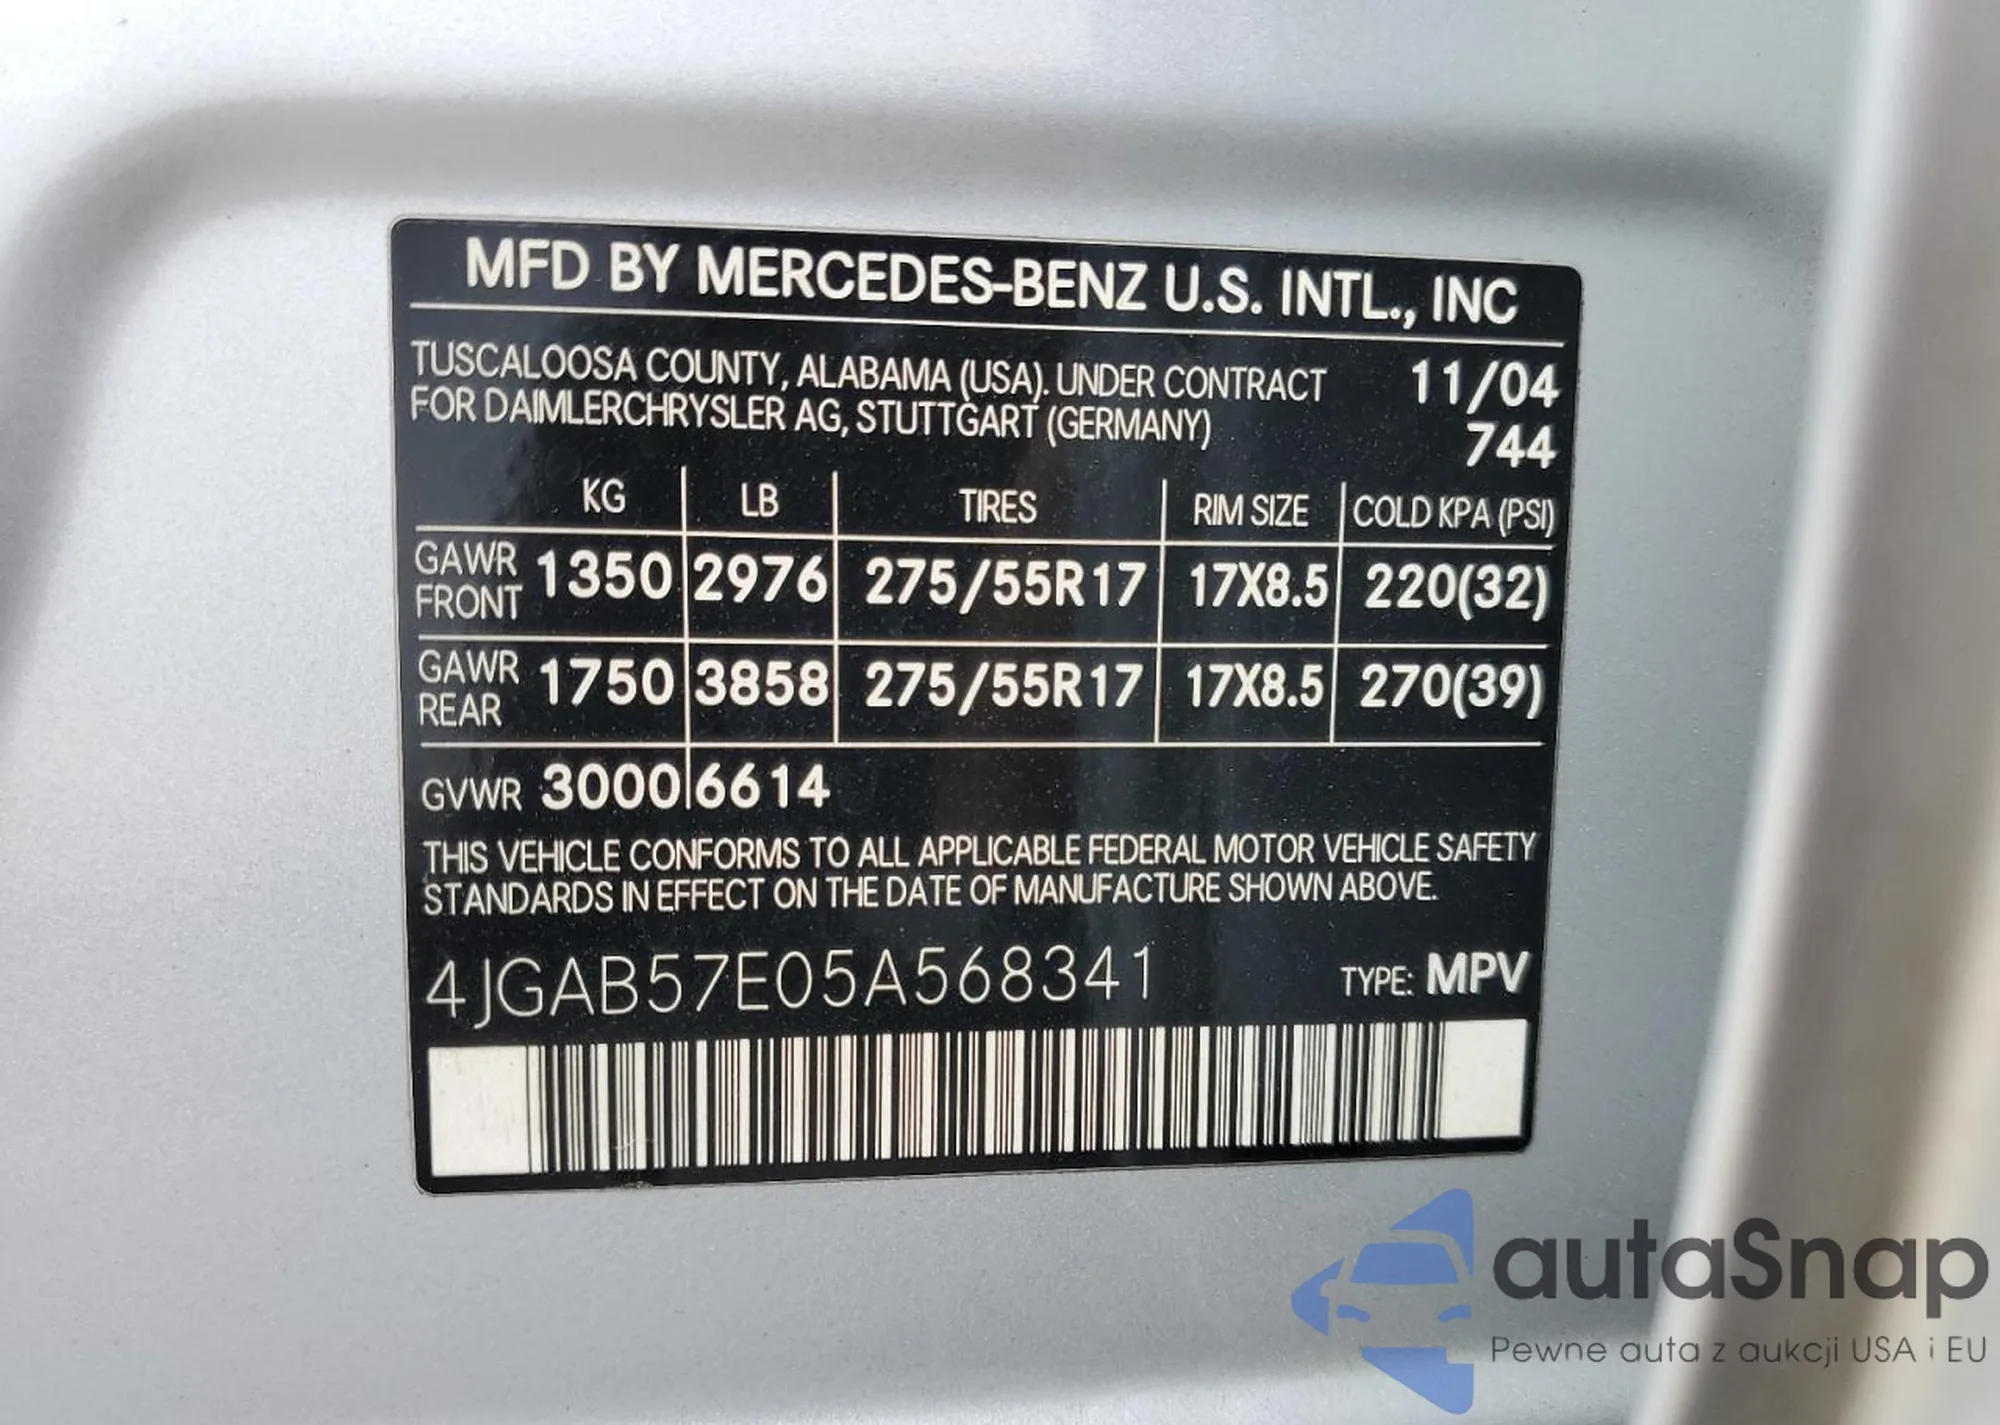 MFD BY MERCEDES-BENZ U.S. INTL., INC
TUSCALOOSA COUNTY, ALABAMA (USA). UNDER CONTRACT 11/04
FOR DAIMLERCHRYSLER AG, STUTTGART (GERMANY) 744
KG LB TIRES RIM SIZE COLD KPA (PSI)
GAWR FRONT 1350 2976 275/55R17 17X8.5 220(32)
GAWR REAR 1750 3858 275/55R17 17X8.5 270(39)
GVWR 3000 6614
THIS VEHICLE CONFORMS TO ALL APPLICABLE FEDERAL MOTOR VEHICLE SAFETY
STANDARDS IN EFFECT ON THE DATE OF MANUFACTURE SHOWN ABOVE.
4JGAB57E05A568341 TYPE: MPV
autaSnap
Pewne auta z aukcji USA i EU